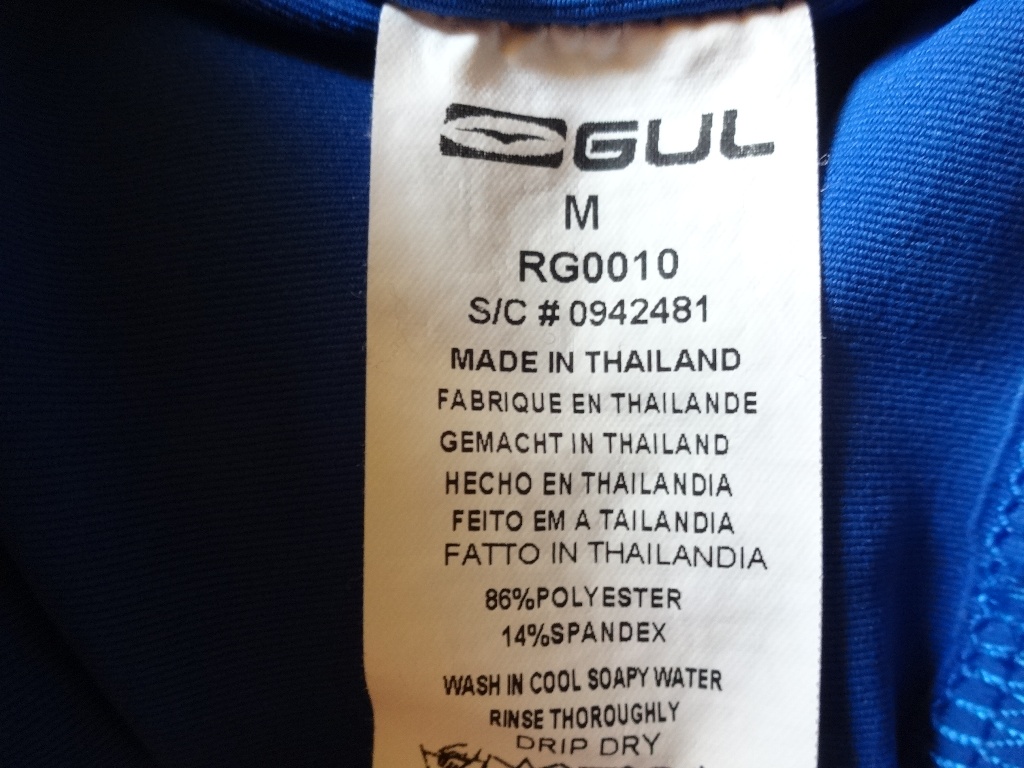 GUL
M
RG0010
S/C # 0942481
MADE IN THAILAND
FABRIQUE EN THAILANDE
GEMACHT IN THAILAND
HECHO EN THAILANDIA
FEITO EM A TAILANDIA
FATTO IN THAILANDIA
86%POLYESTER
14%SPANDEX
WASH IN COOL SOAPY WATER
RINSE THOROUGHLY
DRIP DRY